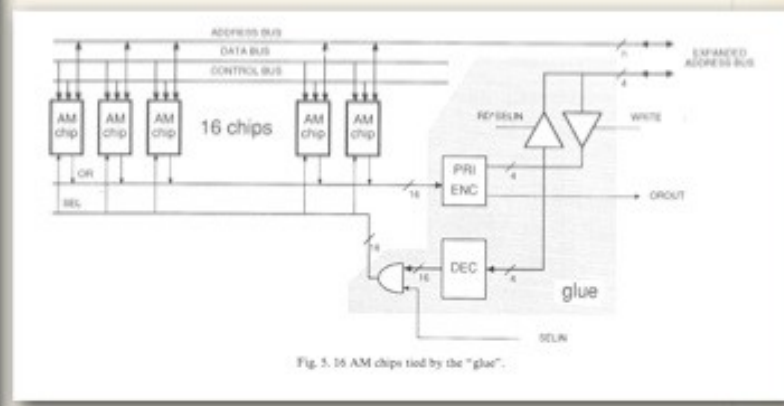 ADDRESS BUS
DATA BUS
CONTROL BUS
n
EXPANDED
ADDRESS BUS
4
AM
chip
AM
chip
AM
chip
16 chips
AM
chip
AM
chip
RD*SELIN
WRITE
OR
16
PRI
ENC
4
OROUT
SEL
16
16
DEC
4
glue
SELIN
Fig. 5. 16 AM chips tied by the "glue".